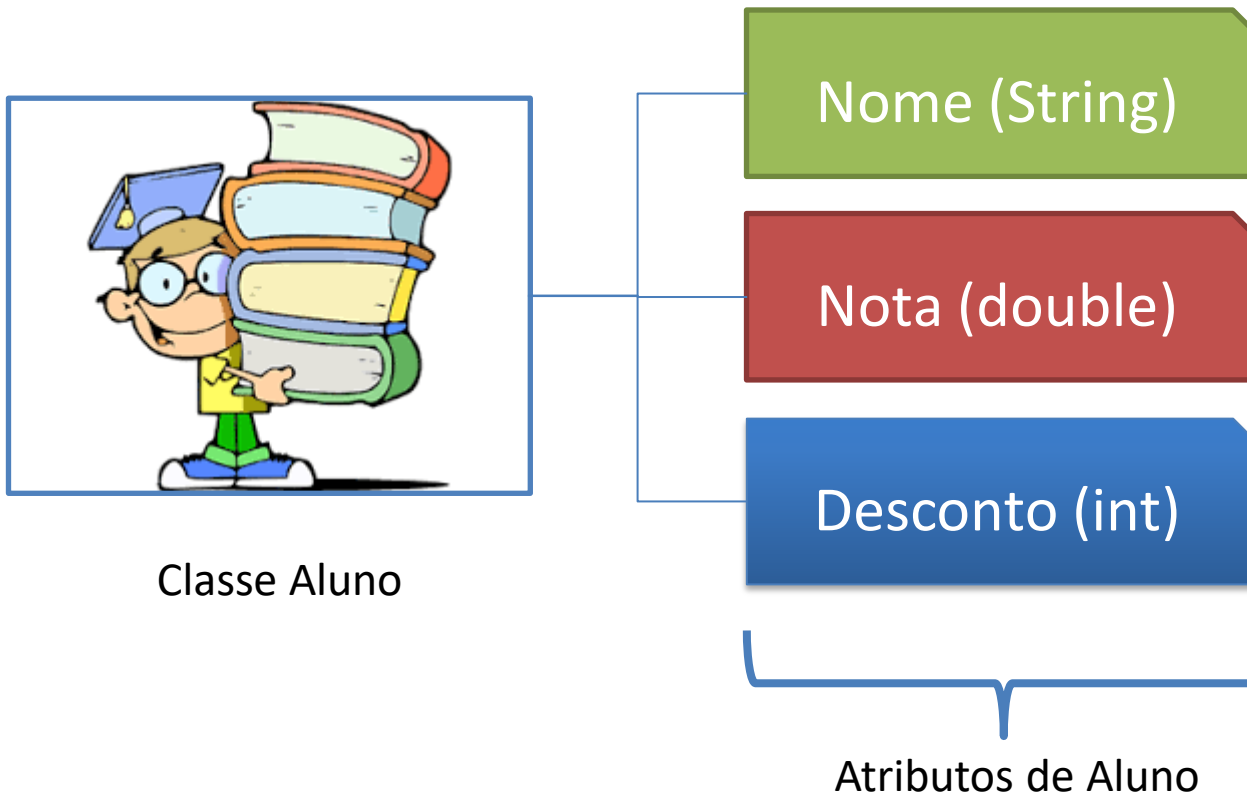 Nome (String)
Nota (double)
Desconto (int)
Classe Aluno
Atributos de Aluno